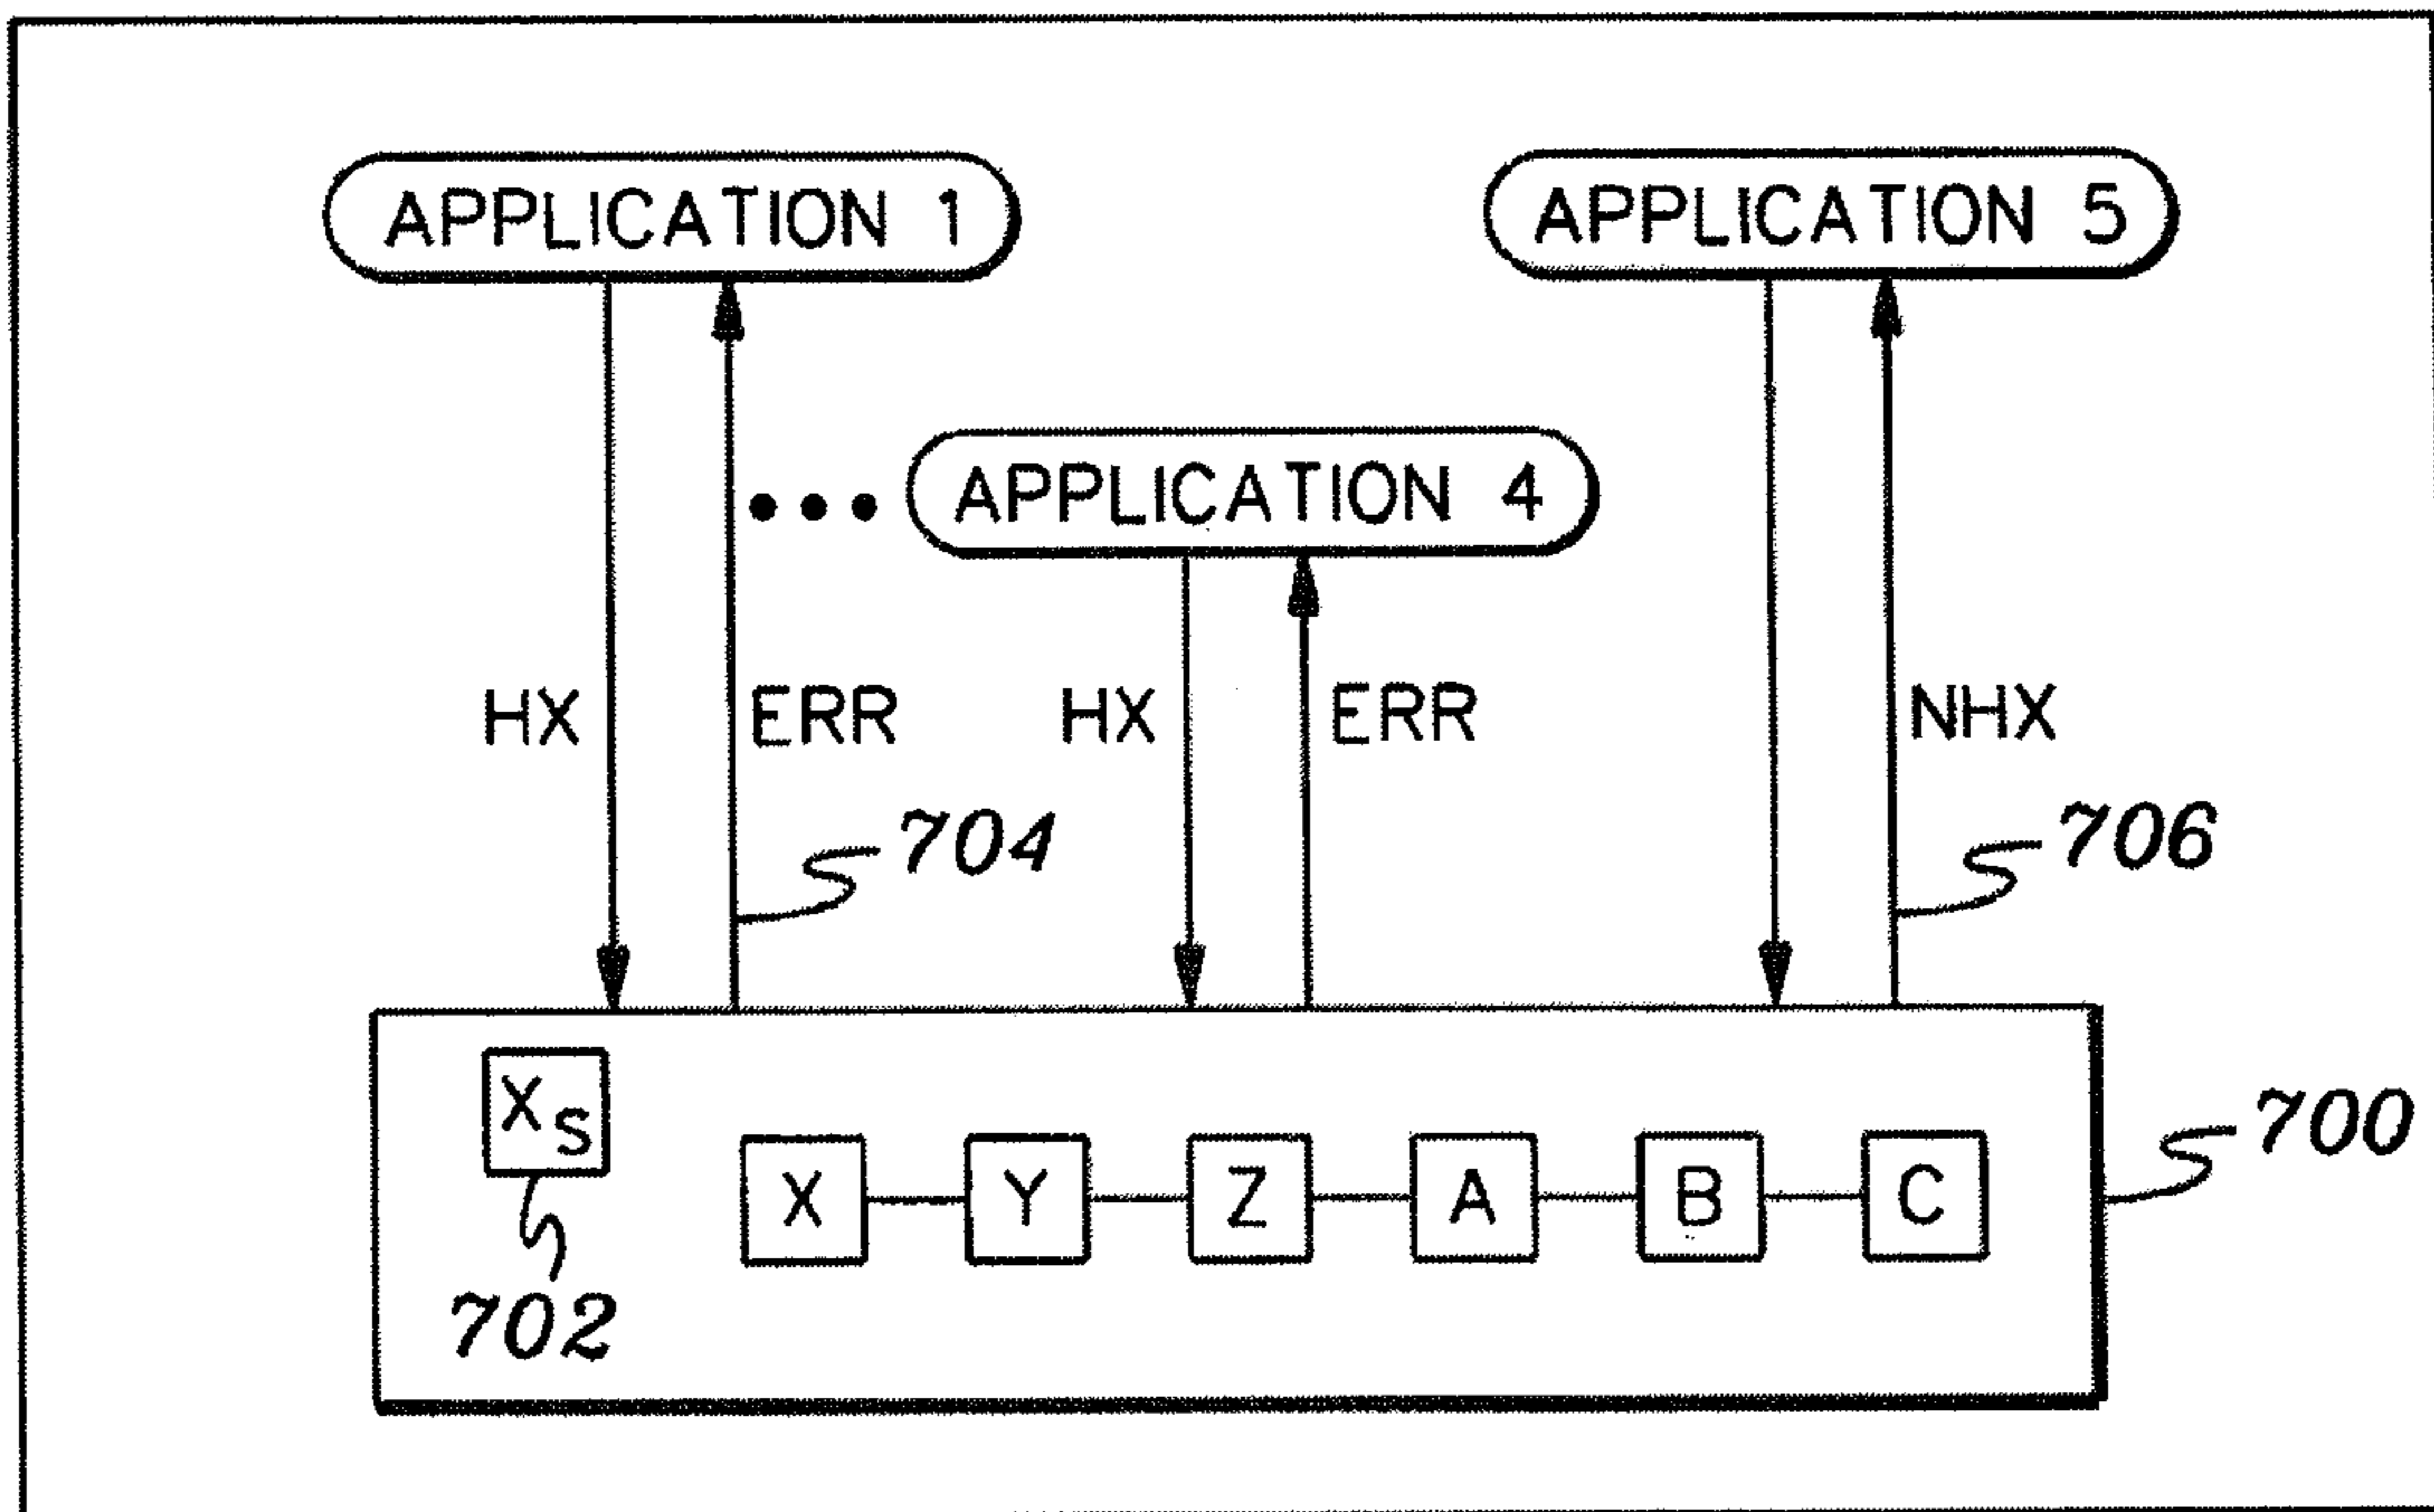 APPLICATION 1
APPLICATION 5
APPLICATION 4
HX
ERR
HX
ERR
NHX
704
706
XS
X
Y
Z
A
B
C
700
702